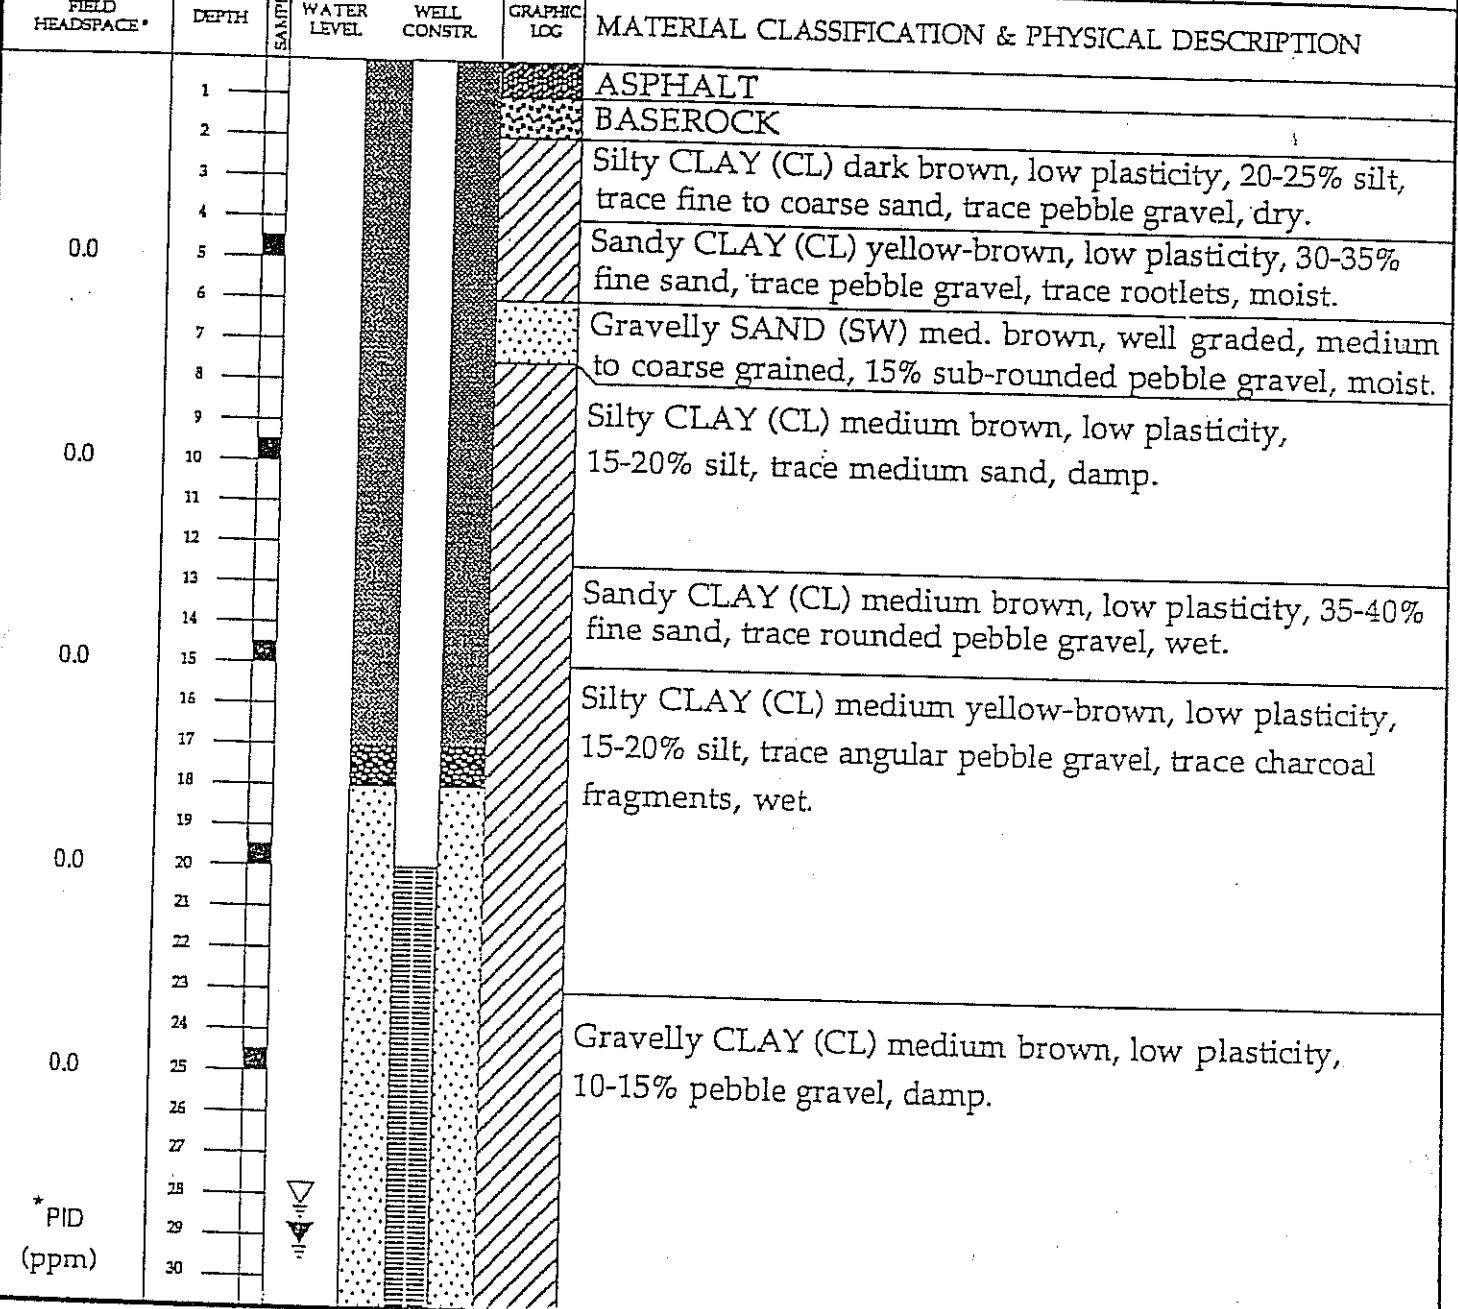 FIELD HEADSPACE*
DEPTH
SAMPL
WATER LEVEL
WELL CONSTR.
GRAPHIC LOG
MATERIAL CLASSIFICATION & PHYSICAL DESCRIPTION
ASPHALT
1
BASEROCK
2
Silty CLAY (CL) dark brown, low plasticity, 20-25% silt,
3
trace fine to coarse sand, trace pebble gravel, dry.
4
Sandy CLAY (CL) yellow-brown, low plasticity, 30-35%
0.0
5
fine sand, trace pebble gravel, trace rootlets, moist.
6
Gravelly SAND (SW) med. brown, well graded, medium
7
to coarse grained, 15% sub-rounded pebble gravel, moist.
8
Silty CLAY (CL) medium brown, low plasticity,
9
0.0
10
15-20% silt, trace medium sand, damp.
11
12
13
Sandy CLAY (CL) medium brown, low plasticity, 35-40%
14
fine sand, trace rounded pebble gravel, wet.
0.0
15
16
Silty CLAY (CL) medium yellow-brown, low plasticity,
17
15-20% silt, trace angular pebble gravel, trace charcoal
18
fragments, wet.
19
0.0
20
21
22
23
24
Gravelly CLAY (CL) medium brown, low plasticity,
0.0
25
10-15% pebble gravel, damp.
26
27
28
*PID
29
(ppm)
30